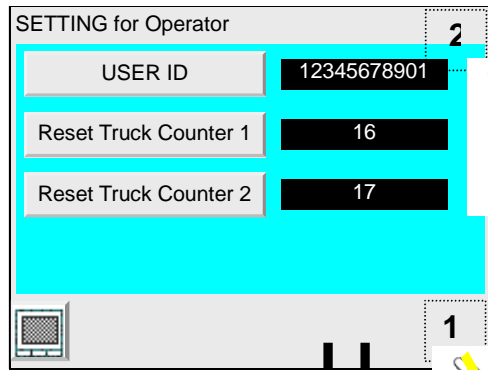 SETTING for Operator
2
USER ID 12345678901
Reset Truck Counter 1 16
Reset Truck Counter 2 17
1